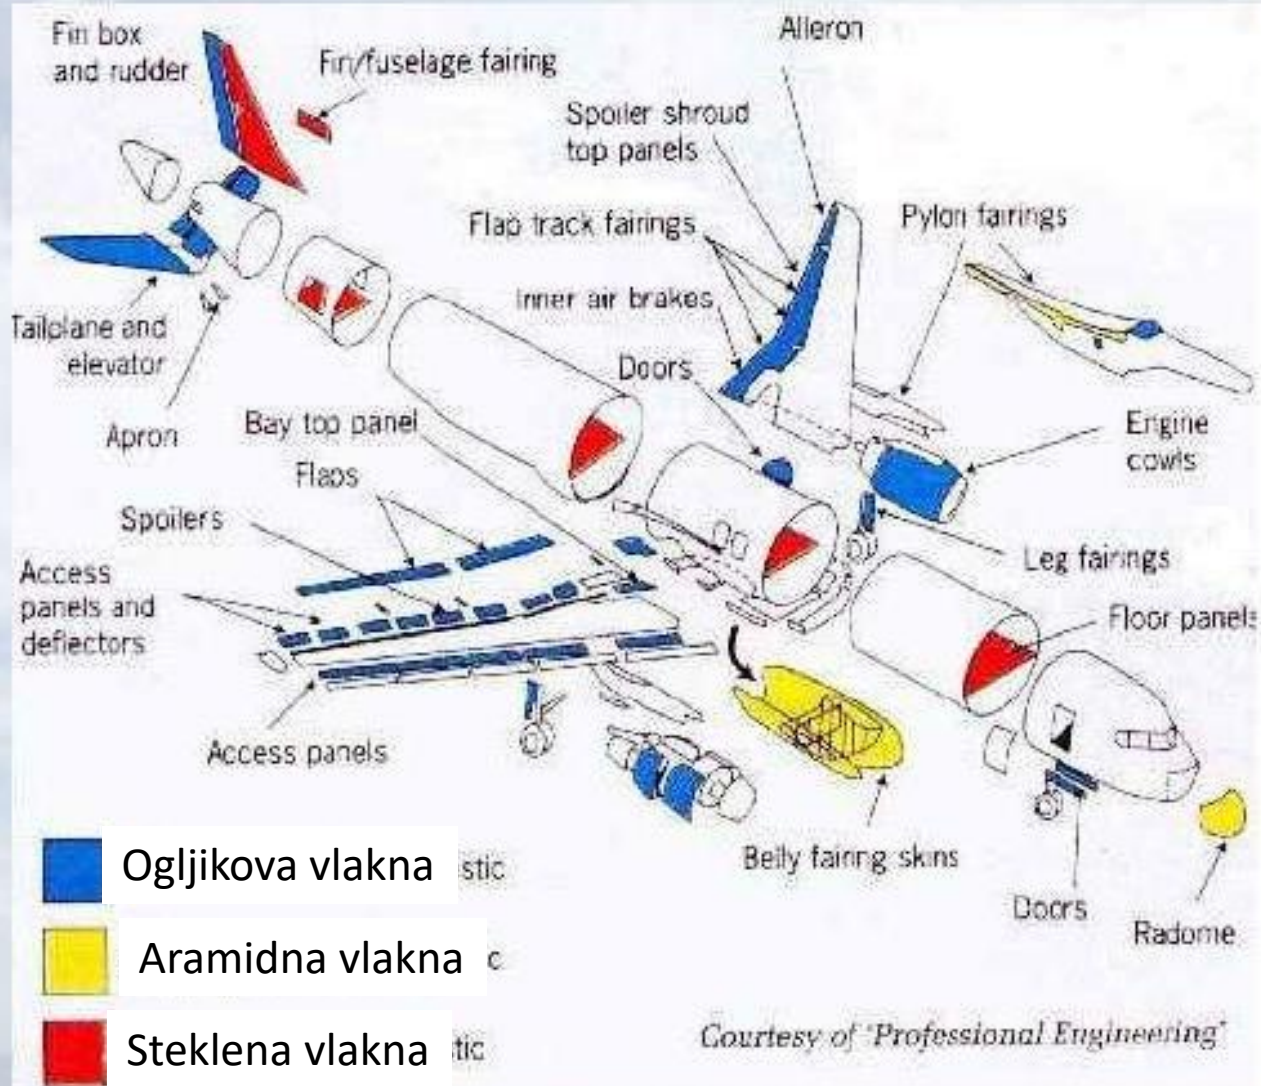 Fin box
and rudder
Fin/fuselage fairing
Aileron
Spoiler shroud
top panels
Flap track fairings
Pylon fairings
Inner air brakes
Tailplane and
elevator
Doors
Apron
Bay top panel
Engine
cowls
Flaps
Spoilers
Leg fairings
Access
panels and
deflectors
Floor panels
Access panels
Belly fairing skins
Doors
Radome
Ogljikova vlakna stic
Aramidna vlakna c
Steklena vlakna tic
Courtesy of 'Professional Engineering'